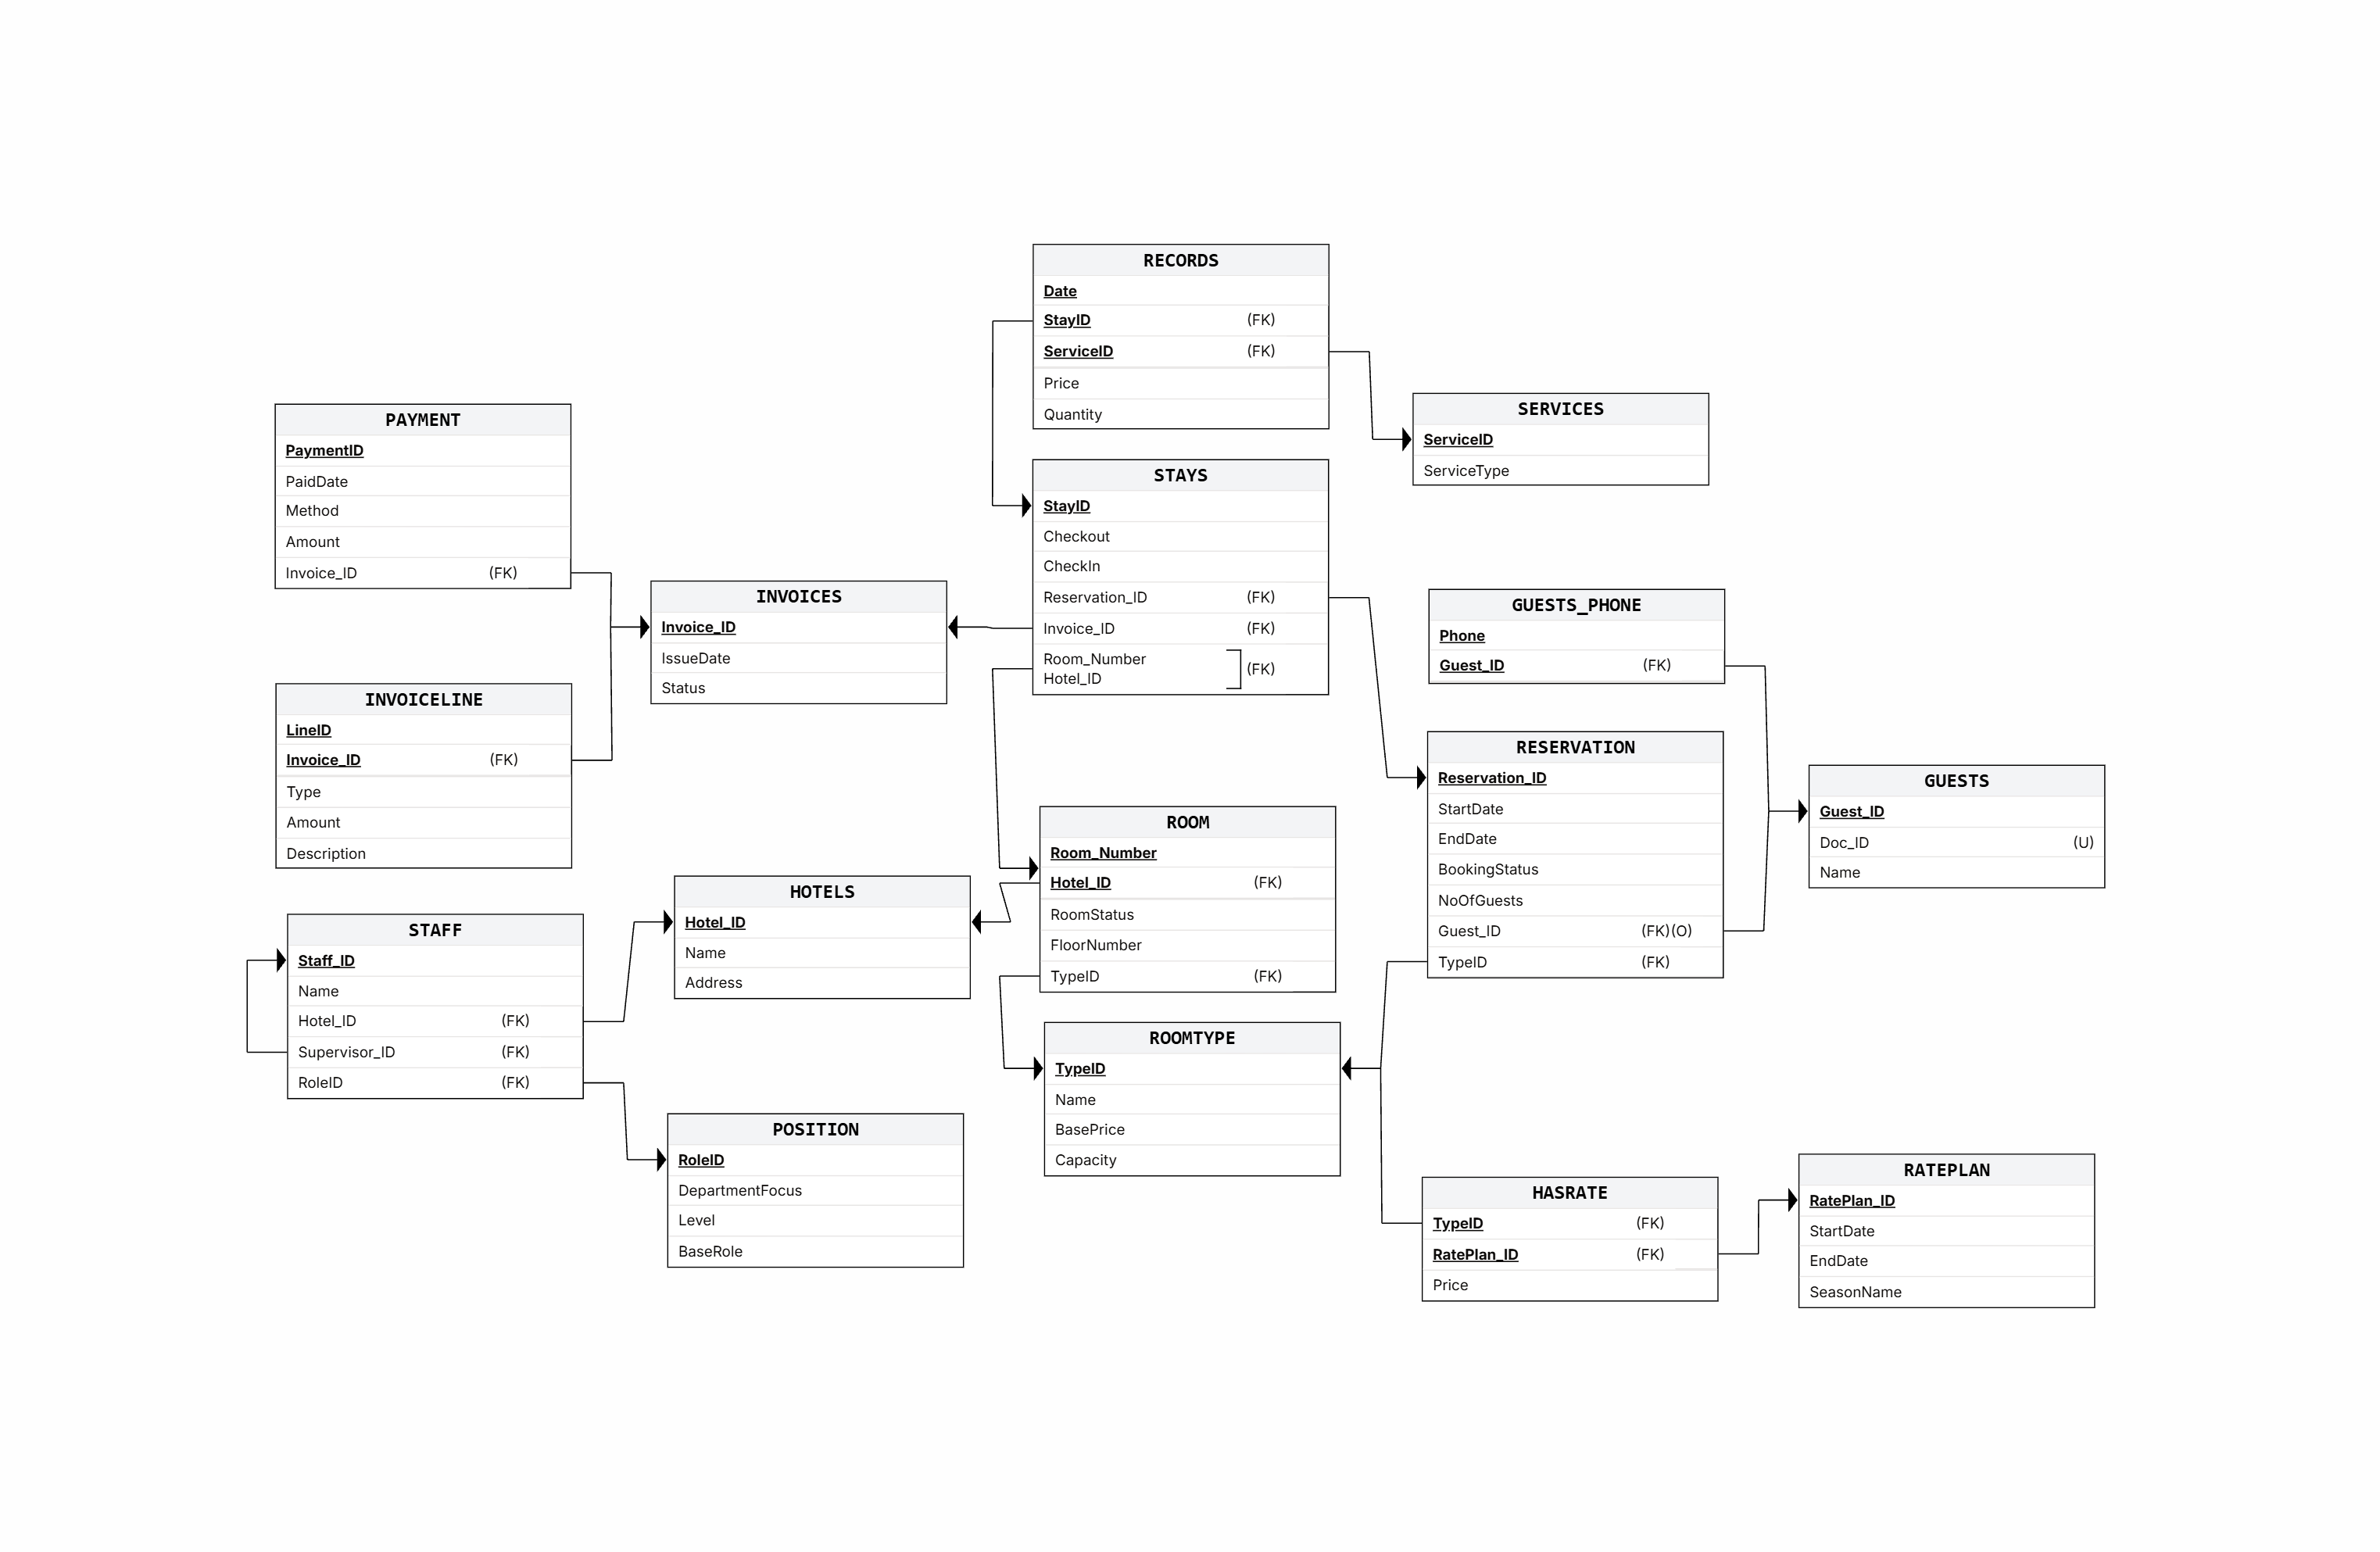 RECORDS
Date
StayID (FK)
ServiceID (FK)
Price
Quantity
SERVICES
ServiceID
ServiceType
PAYMENT
PaymentID
PaidDate
Method
Amount
Invoice_ID (FK)
STAYS
StayID
Checkout
CheckIn
Reservation_ID (FK)
Invoice_ID (FK)
Room_Number
Hotel_ID
(FK)
INVOICES
Invoice_ID
IssueDate
Status
GUESTS_PHONE
Phone
Guest_ID (FK)
INVOICELINE
LineID
Invoice_ID (FK)
Type
Amount
Description
RESERVATION
Reservation_ID
StartDate
EndDate
BookingStatus
NoOfGuests
Guest_ID (FK)(O)
TypeID (FK)
GUESTS
Guest_ID
Doc_ID (U)
Name
ROOM
Room_Number
Hotel_ID (FK)
RoomStatus
FloorNumber
TypeID (FK)
HOTELS
Hotel_ID
Name
Address
STAFF
Staff_ID
Name
Hotel_ID (FK)
Supervisor_ID (FK)
RoleID (FK)
ROOMTYPE
TypeID
Name
BasePrice
Capacity
POSITION
RoleID
DepartmentFocus
Level
BaseRole
HASRATE
TypeID (FK)
RatePlan_ID (FK)
Price
RATEPLAN
RatePlan_ID
StartDate
EndDate
SeasonName